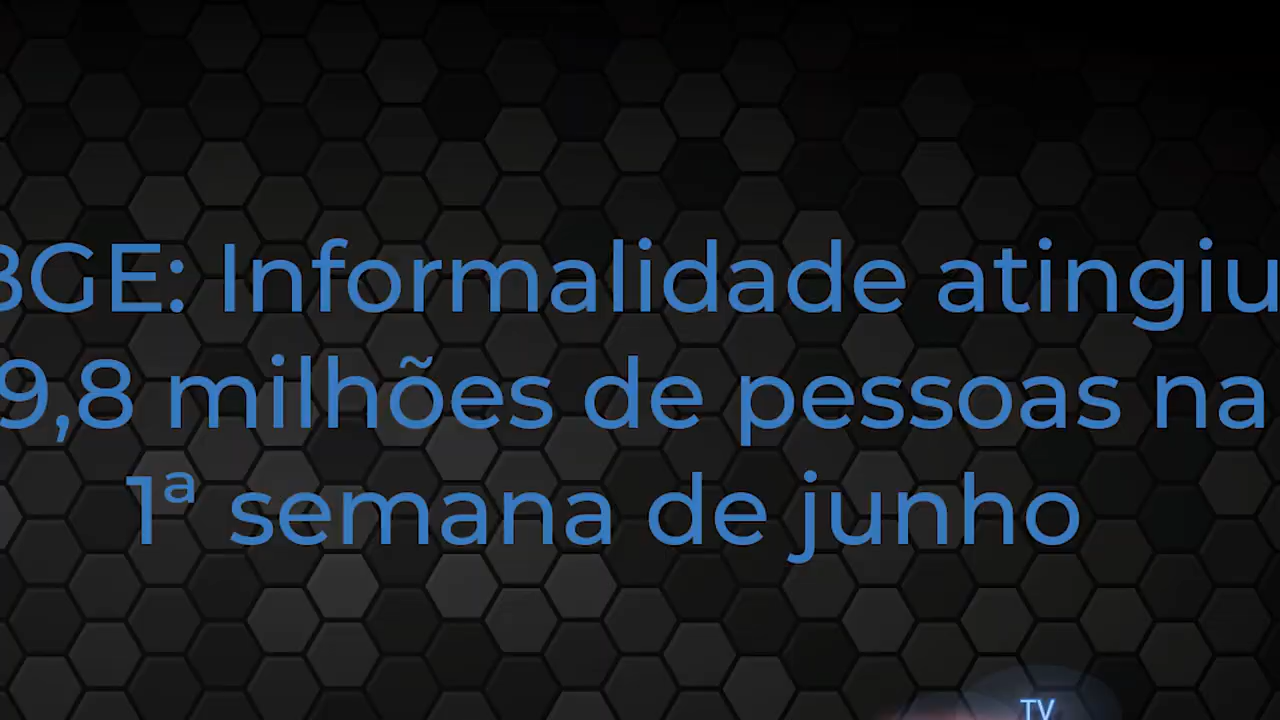 BGE: Informalidade atingiu
9,8 milhões de pessoas na
1ª semana de junho
TV